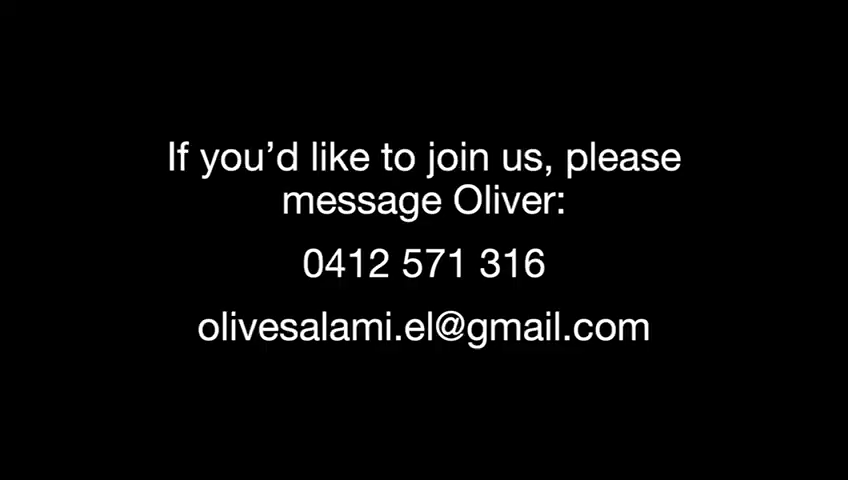 If you’d like to join us, please
message Oliver:
0412 571 316
olivesalami.el@gmail.com